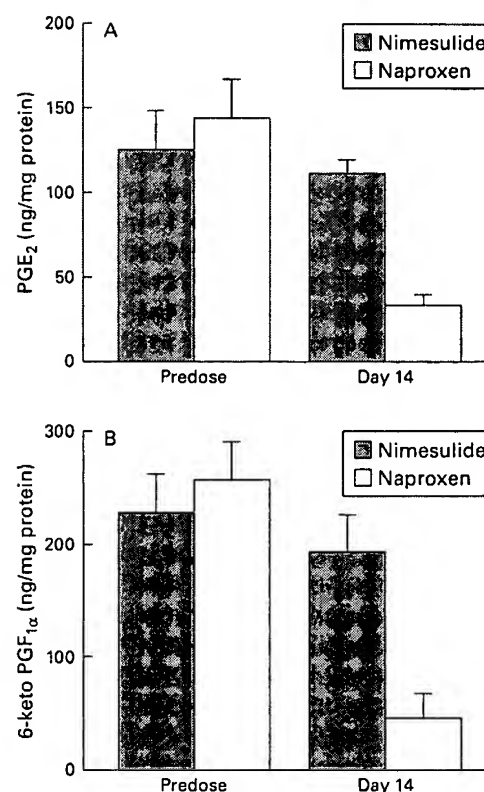 A
Nimesulide
Naproxen
PGE₂ (ng/mg protein)
200
150
100
50
0
Predose Day 14
B
Nimesulide
Naproxen
6-keto PGF₁α (ng/mg protein)
300
200
100
0
Predose Day 14